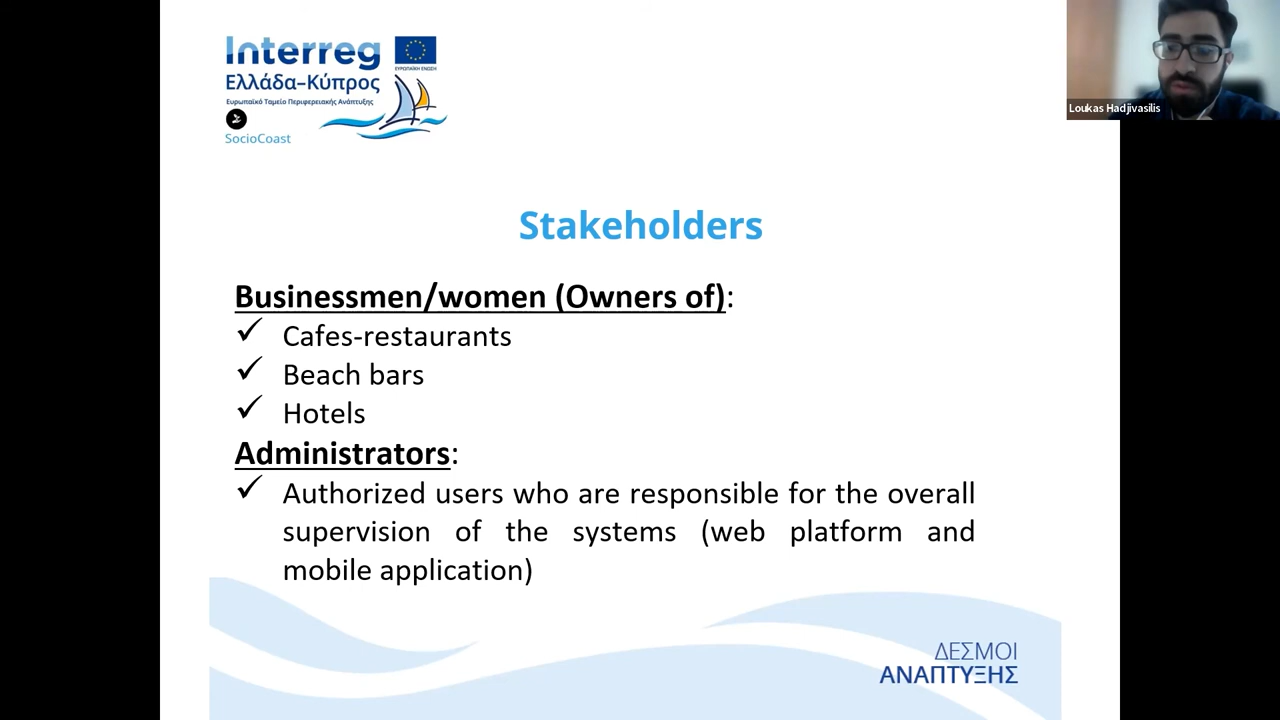 Interreg
ΕΥΡΩΠΑΪΚΗ ΕΝΩΣΗ
Ελλάδα-Κύπρος
Ευρωπαϊκό Ταμείο Περιφερειακής Ανάπτυξης
SocioCoast
Loukas Hadjivasilis
Stakeholders
Businessmen/women (Owners of):
✓ Cafes-restaurants
✓ Beach bars
✓ Hotels
Administrators:
✓ Authorized users who are responsible for the overall
supervision of the systems (web platform and
mobile application)
ΔΕΣΜΟΙ
ΑΝΑΠΤΥΞΗΣ